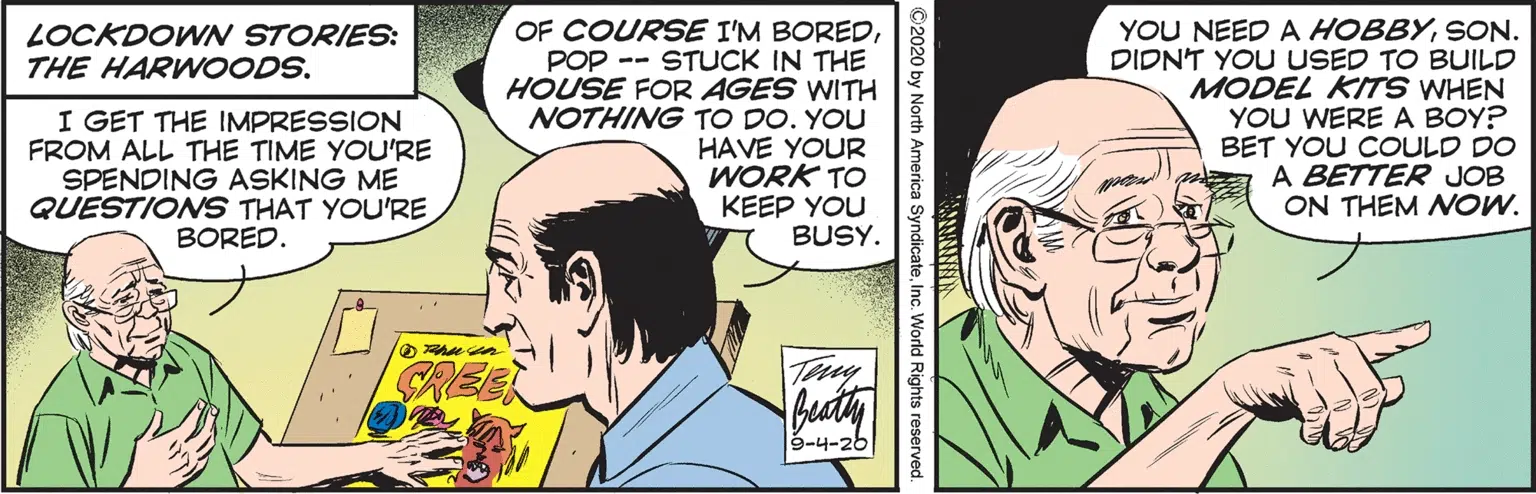 LOCKDOWN STORIES:
THE HARWOODS.
I GET THE IMPRESSION
FROM ALL THE TIME YOU'RE
SPENDING ASKING ME
QUESTIONS THAT YOU'RE
BORED.
OF COURSE I'M BORED,
POP -- STUCK IN THE
HOUSE FOR AGES WITH
NOTHING TO DO. YOU
HAVE YOUR
WORK TO
KEEP YOU
BUSY.
CREE
Terry
Beatty
9-4-20
©2020 by North America Syndicate, Inc. World Rights reserved.
YOU NEED A HOBBY, SON.
DIDN'T YOU USED TO BUILD
MODEL KITS WHEN
YOU WERE A BOY?
BET YOU COULD DO
A BETTER JOB
ON THEM NOW.